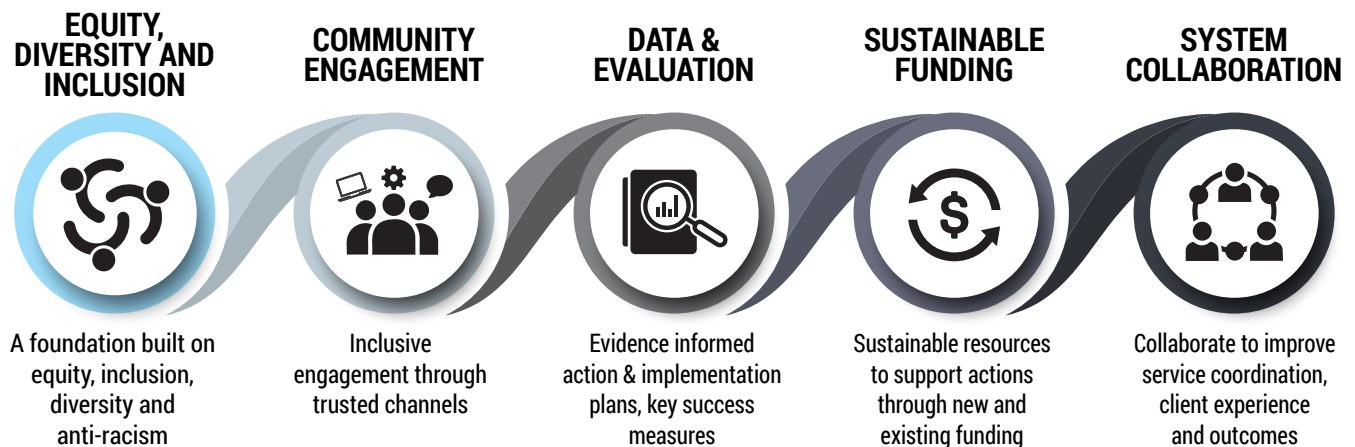 EQUITY,
DIVERSITY AND
INCLUSION
COMMUNITY
ENGAGEMENT
DATA &
EVALUATION
SUSTAINABLE
FUNDING
SYSTEM
COLLABORATION
$
A foundation built on
equity, inclusion,
diversity and
anti-racism
Inclusive
engagement through
trusted channels
Evidence informed
action & implementation
plans, key success
measures
Sustainable resources
to support actions
through new and
existing funding
Collaborate to improve
service coordination,
client experience
and outcomes